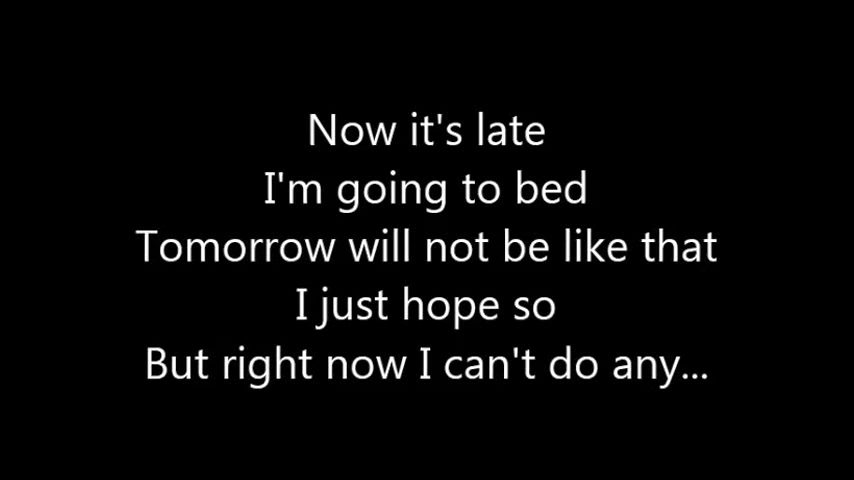 Now it's late
I'm going to bed
Tomorrow will not be like that
I just hope so
But right now I can't do any...